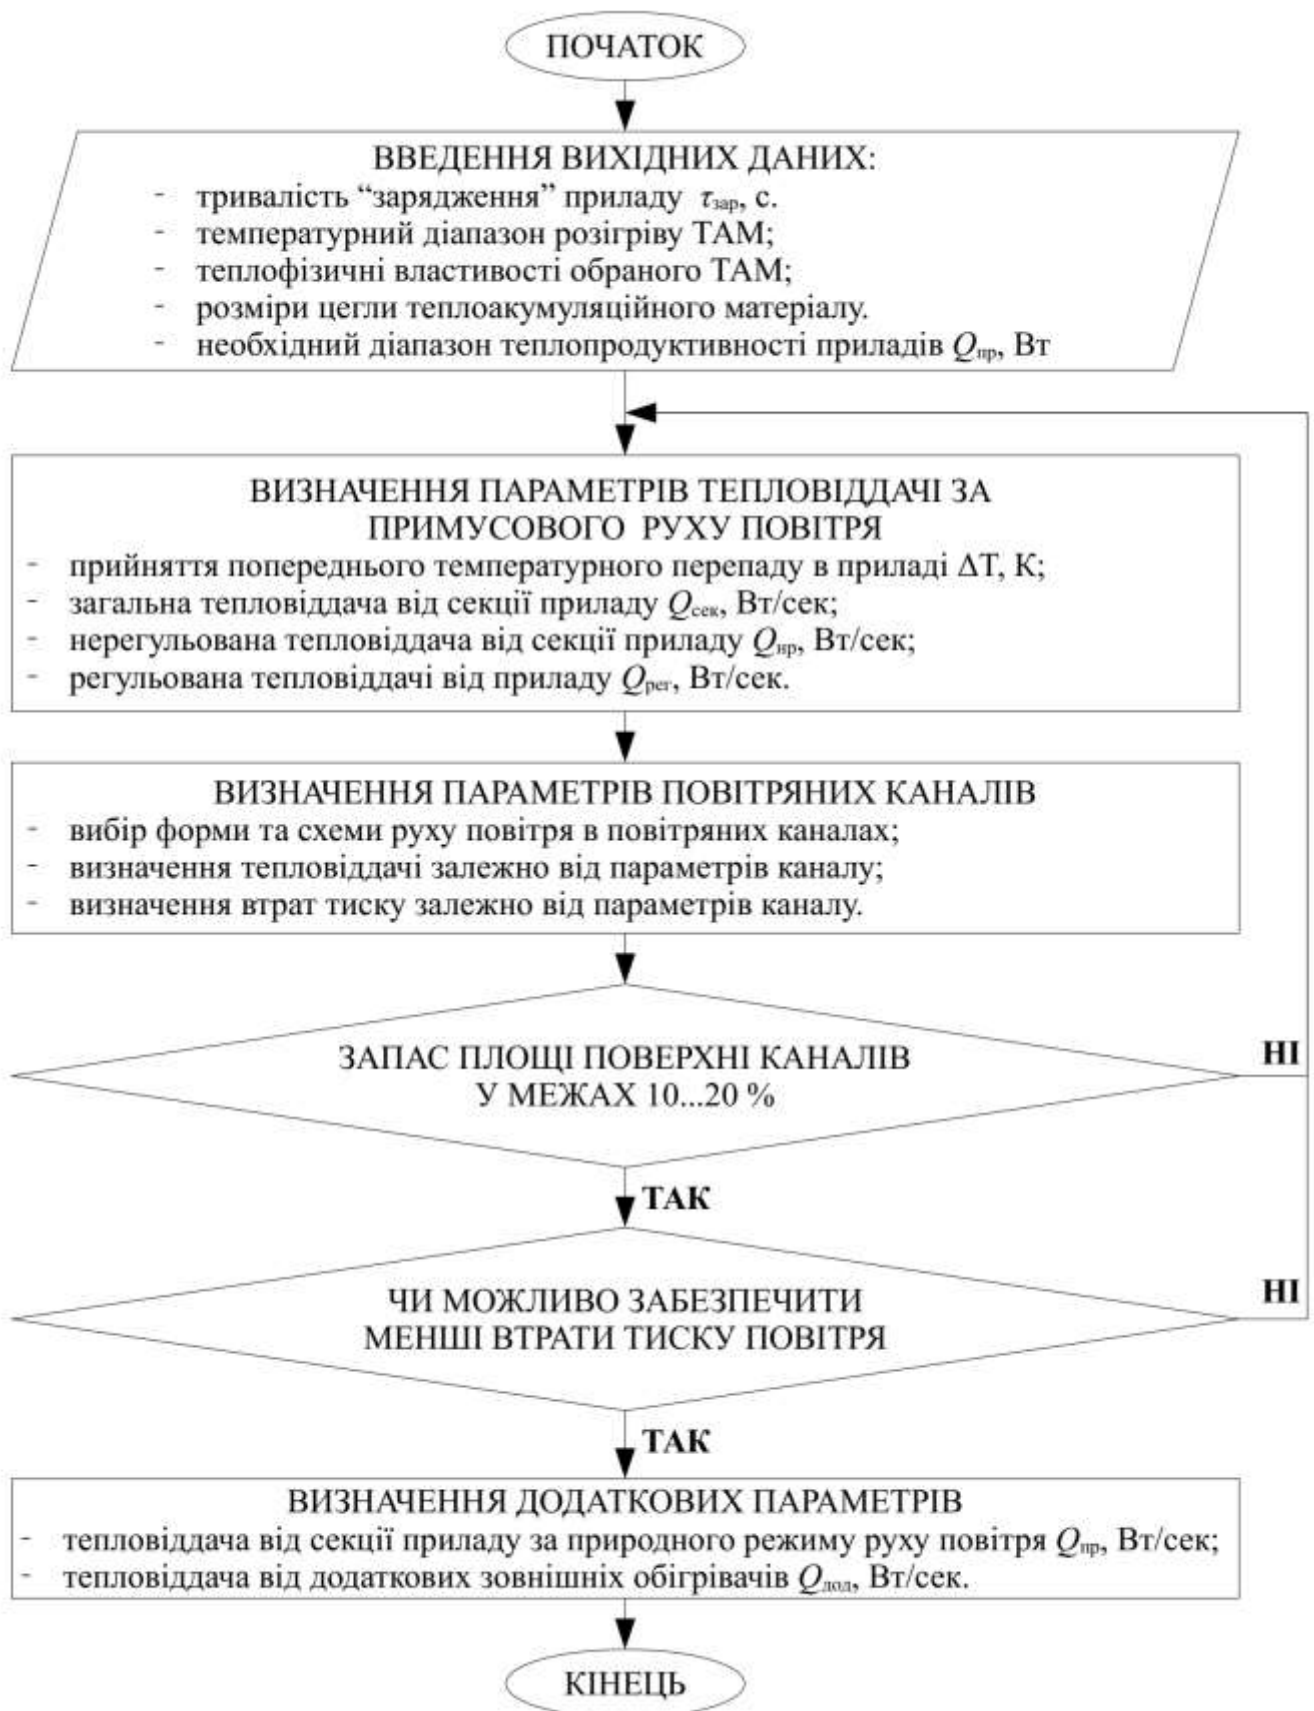 ПОЧАТОК
ВВЕДЕННЯ ВИХІДНИХ ДАНИХ:
- тривалість “зарядження” приладу τзар, с.
- температурний діапазон розігріву ТАМ;
- теплофізичні властивості обраного ТАМ;
- розміри цегли теплоакумуляційного матеріалу.
- необхідний діапазон теплопродуктивності приладів Qпр, Вт
ВИЗНАЧЕННЯ ПАРАМЕТРІВ ТЕПЛОВІДДАЧІ ЗА
ПРИМУСОВОГО РУХУ ПОВІТРЯ
- прийняття попереднього температурного перепаду в приладі ΔТ, К;
- загальна тепловіддача від секції приладу Qсек, Вт/сек;
- нерегульована тепловіддача від секції приладу Qнр, Вт/сек;
- регульована тепловіддачі від приладу Qрег, Вт/сек.
ВИЗНАЧЕННЯ ПАРАМЕТРІВ ПОВІТРЯНИХ КАНАЛІВ
- вибір форми та схеми руху повітря в повітряних каналах;
- визначення тепловіддачі залежно від параметрів каналу;
- визначення втрат тиску залежно від параметрів каналу.
ЗАПАС ПЛОЩІ ПОВЕРХНІ КАНАЛІВ
У МЕЖАХ 10...20 %
НІ
ТАК
ЧИ МОЖЛИВО ЗАБЕЗПЕЧИТИ
МЕНШІ ВТРАТИ ТИСКУ ПОВІТРЯ
НІ
ТАК
ВИЗНАЧЕННЯ ДОДАТКОВИХ ПАРАМЕТРІВ
- тепловіддача від секції приладу за природного режиму руху повітря Qпр, Вт/сек;
- тепловіддача від додаткових зовнішніх обігрівачів Qдод, Вт/сек.
КІНЕЦЬ